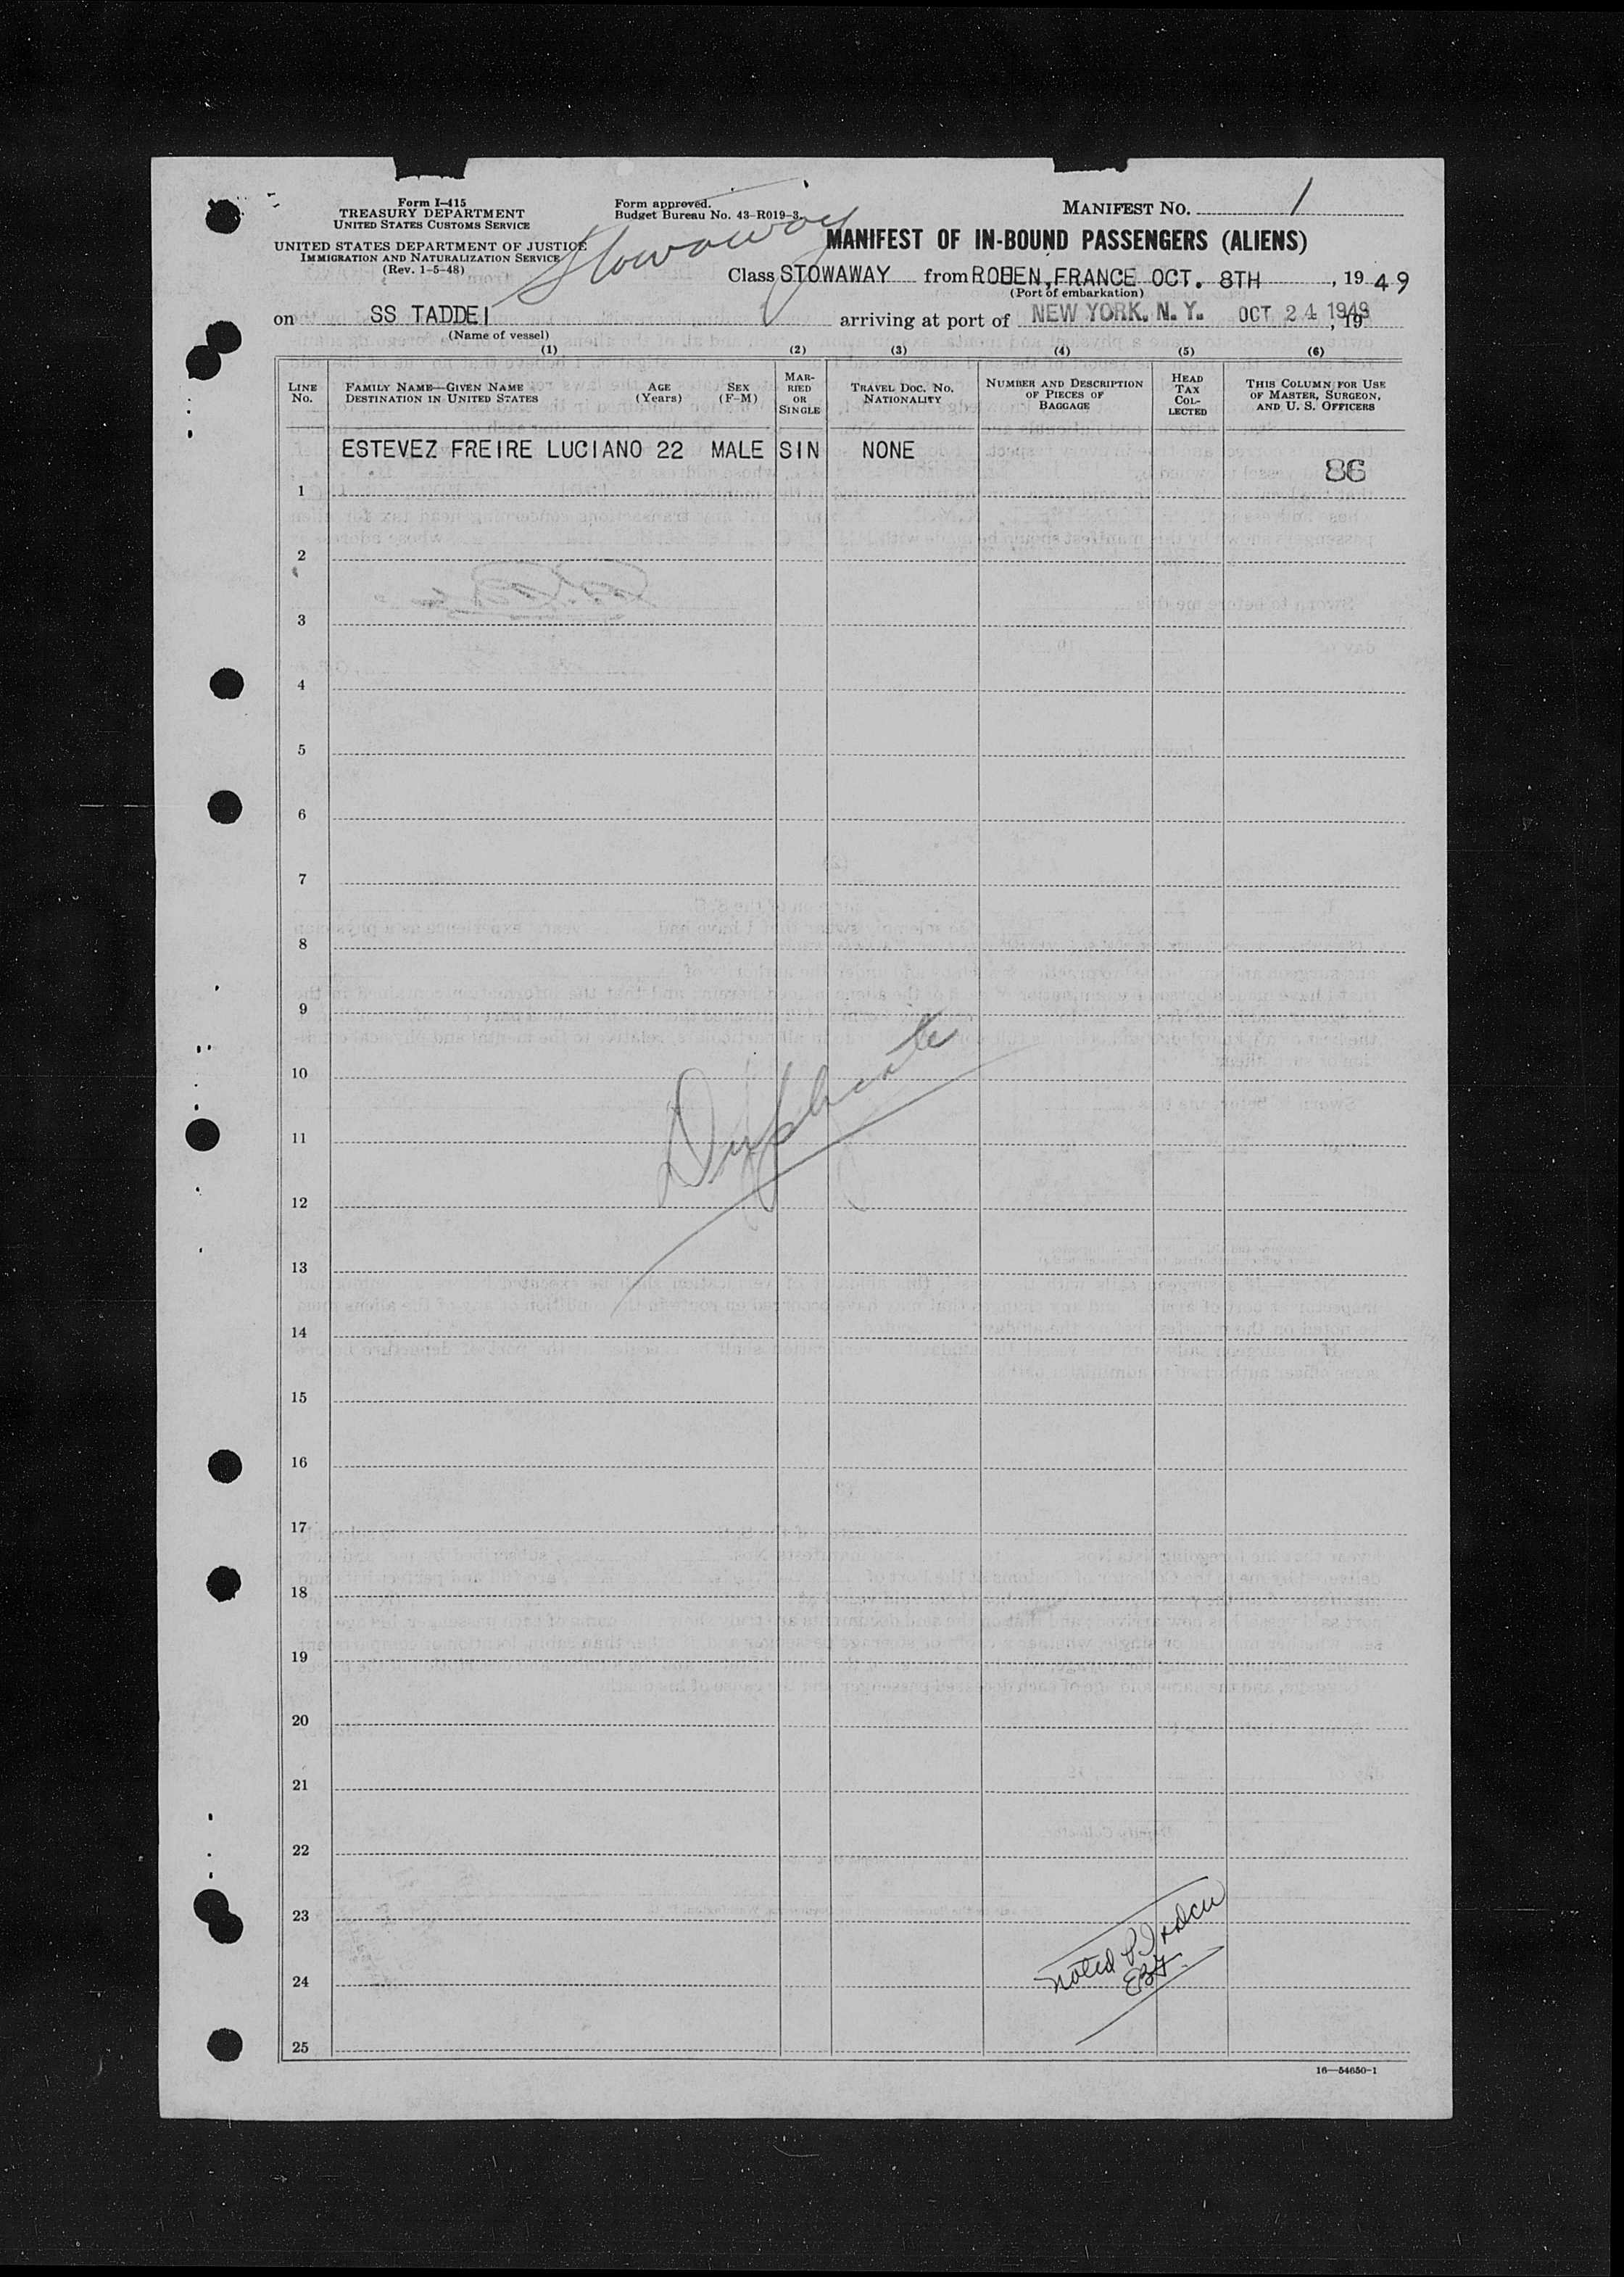 Form I-415
TREASURY DEPARTMENT
UNITED STATES CUSTOMS SERVICE
UNITED STATES DEPARTMENT OF JUSTICE
IMMIGRATION AND NATURALIZATION SERVICE
(Rev. 1-5-48)
Form approved.
Budget Bureau No. 43-R019-3.
Stowaway
MANIFEST NO. 1
MANIFEST OF IN-BOUND PASSENGERS (ALIENS)
Class STOWAWAY from ROUEN, FRANCE OCT. 8TH, 1949
(Port of embarkation)
on SS TADDEI arriving at port of NEW YORK, N. Y. OCT 24 1949, 19
(Name of vessel)
(1) (2) (3) (4) (5) (6)
LINE NO. FAMILY NAME—GIVEN NAME DESTINATION IN UNITED STATES AGE (Years) SEX (F-M) MARRIED OR SINGLE TRAVEL DOC. NO. NATIONALITY NUMBER AND DESCRIPTION OF PIECES OF BAGGAGE HEAD TAX COLLECTED THIS COLUMN FOR USE OF MASTER, SURGEON, AND U. S. OFFICERS
ESTEVEZ FREIRE LUCIANO 22 MALE SIN NONE
86
1
2
3
4
5
6
7
8
9
10
Duplicate
11
12
13
14
15
16
17
18
19
20
21
22
23
noted
24
25
16—54650-1